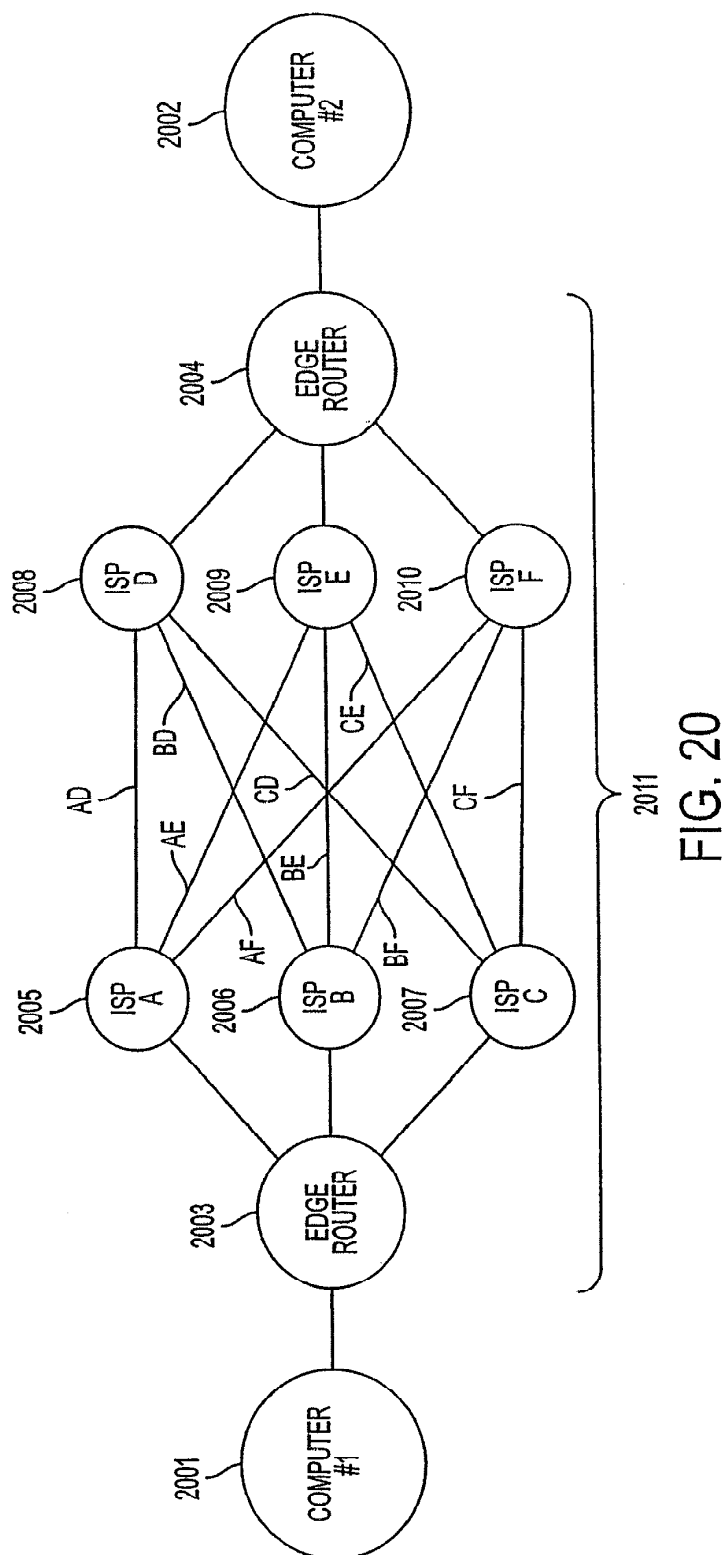 2001
COMPUTER
#1
2003
EDGE
ROUTER
2005
ISP
A
2006
ISP
B
2007
ISP
C
AD
AE
AF
BD
BE
BF
CD
CE
CF
2008
ISP
D
2009
ISP
E
2010
ISP
F
2004
EDGE
ROUTER
2002
COMPUTER
#2
2011
FIG. 20